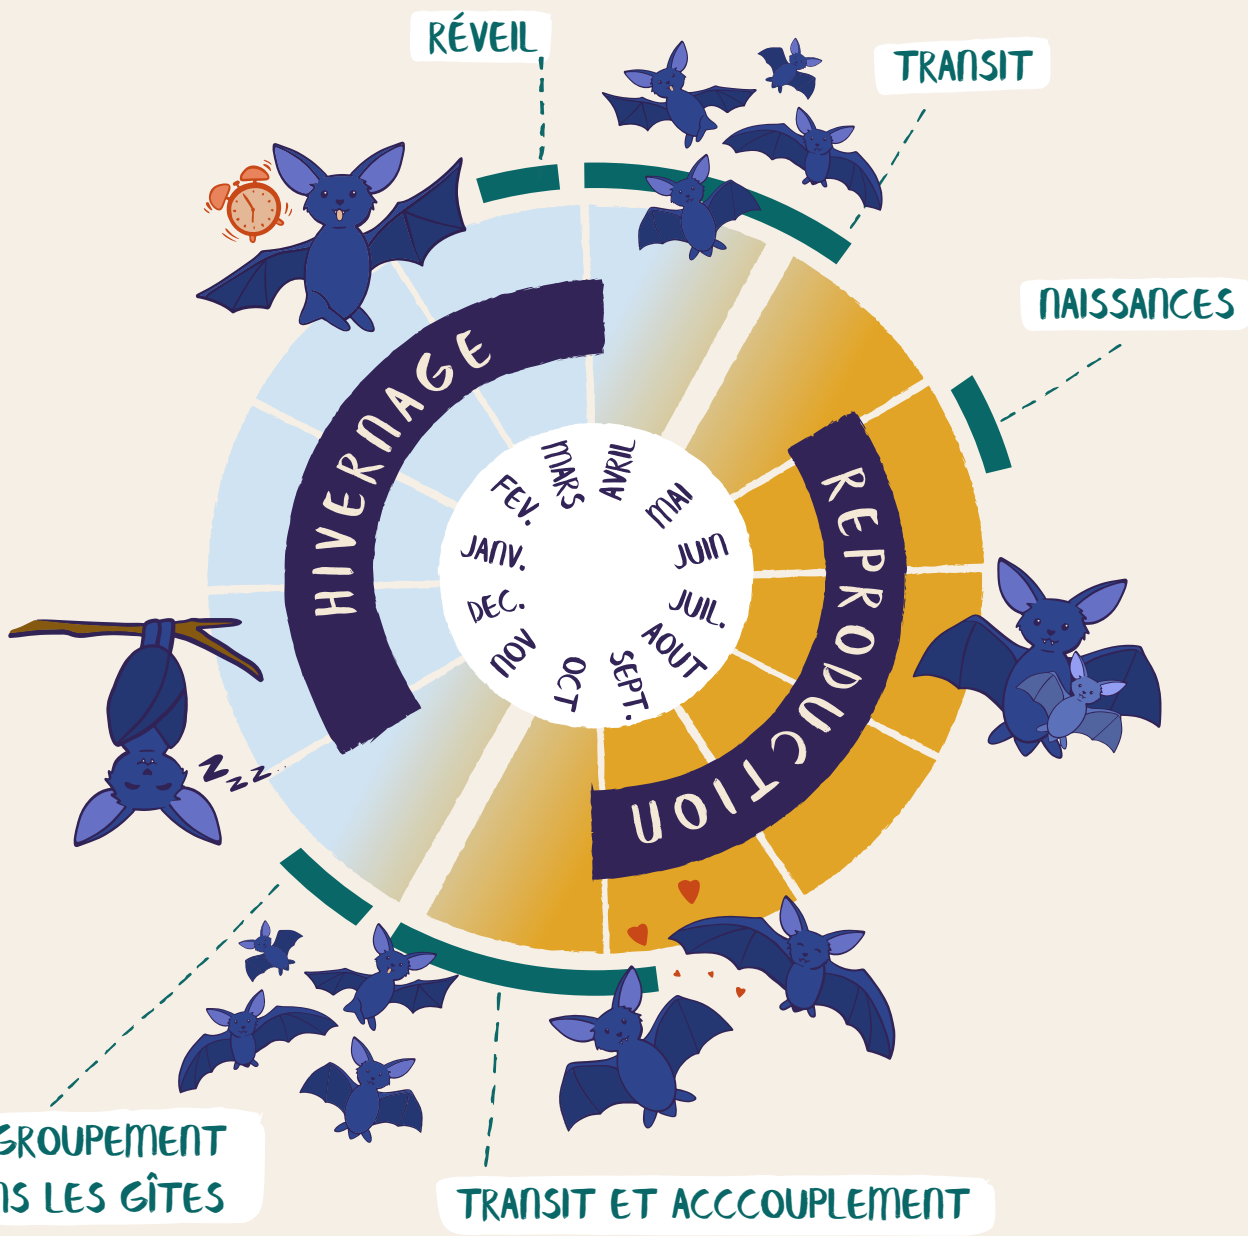 RÉVEIL
TRANSIT
NAISSANCES
HIVERNAGE
REPRODUCTION
JANV.
FEV.
MARS
AVRIL
MAI
JUIN
JUIL.
AOUT
SEPT.
OCT
NOV
DEC.
zzz
GROUPEMENT
NS LES GÎTES
TRANSIT ET ACCCOUPLEMENT